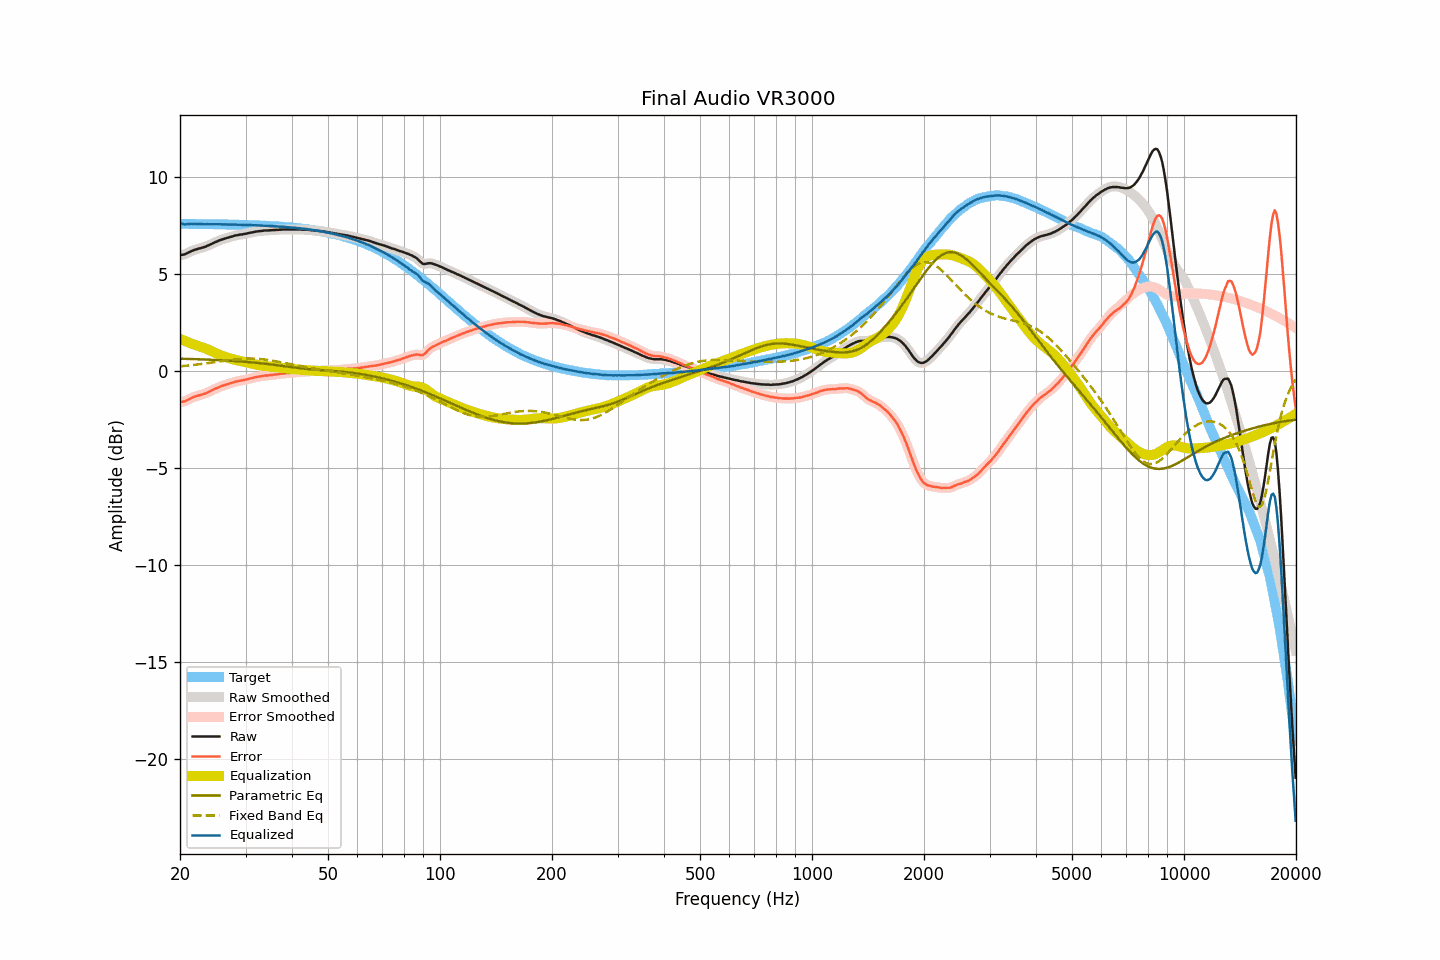 Final Audio VR3000
10
5
0
−5
−10
−15
−20
Amplitude (dBr)
Target
Raw Smoothed
Error Smoothed
Raw
Error
Equalization
Parametric Eq
Fixed Band Eq
Equalized
20 50 100 200 500 1000 2000 5000 10000 20000
Frequency (Hz)